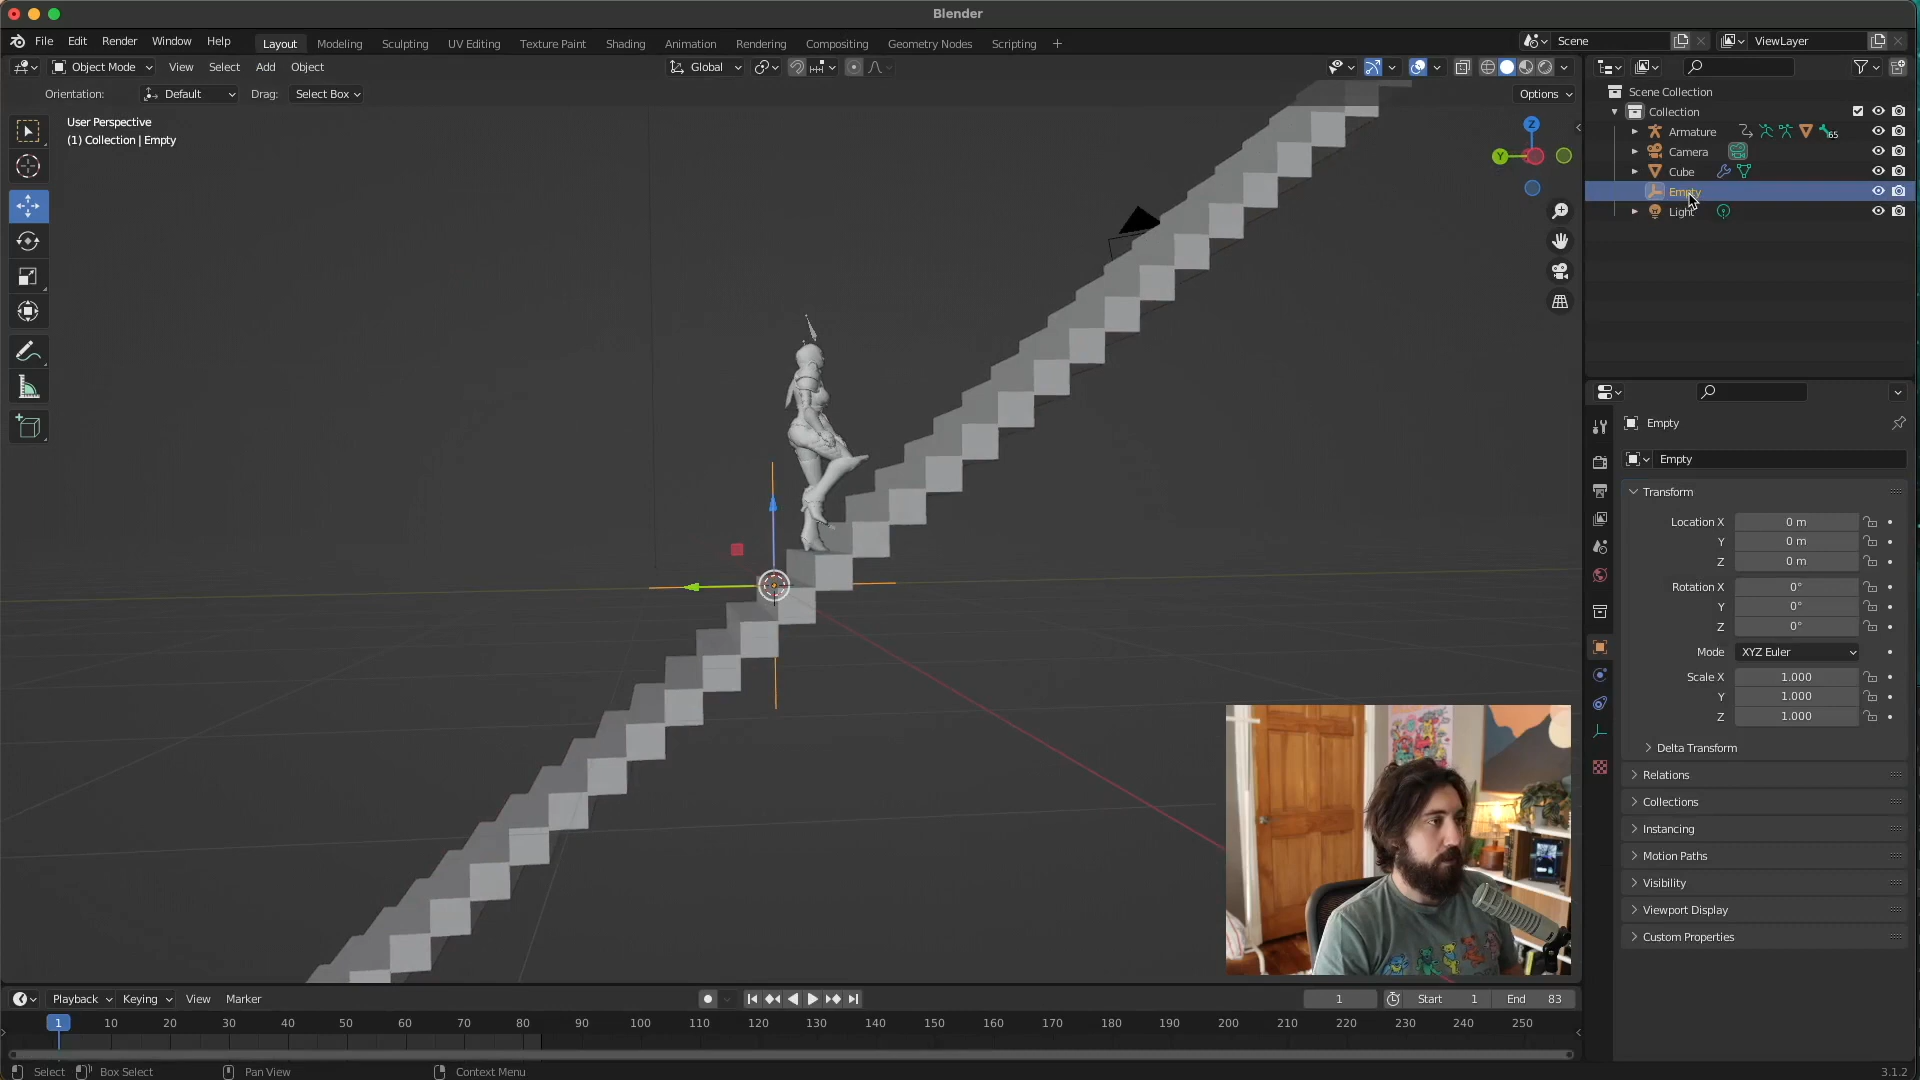 Blender
File Edit Render Window Help
Layout Modeling Sculpting UV Editing Texture Paint Shading Animation Rendering Compositing Geometry Nodes Scripting +
Scene
ViewLayer
Object Mode View Select Add Object
Global
Orientation: Default Drag: Select Box
Options
User Perspective
(1) Collection | Empty
Z
Y
Scene Collection
Collection
Armature
65
Camera
Cube
Empty
Light
Empty
Empty
Transform
Location X 0 m
Y 0 m
Z 0 m
Rotation X 0°
Y 0°
Z 0°
Mode XYZ Euler
Scale X 1.000
Y 1.000
Z 1.000
Delta Transform
Relations
Collections
Instancing
Motion Paths
Visibility
Viewport Display
Custom Properties
Playback Keying View Marker
1
Start 1 End 83
1 10 20 30 40 50 60 70 80 90 100 110 120 130 140 150 160 170 180 190 200 210 220 230 240 250
Select Box Select Pan View Context Menu
3.1.2